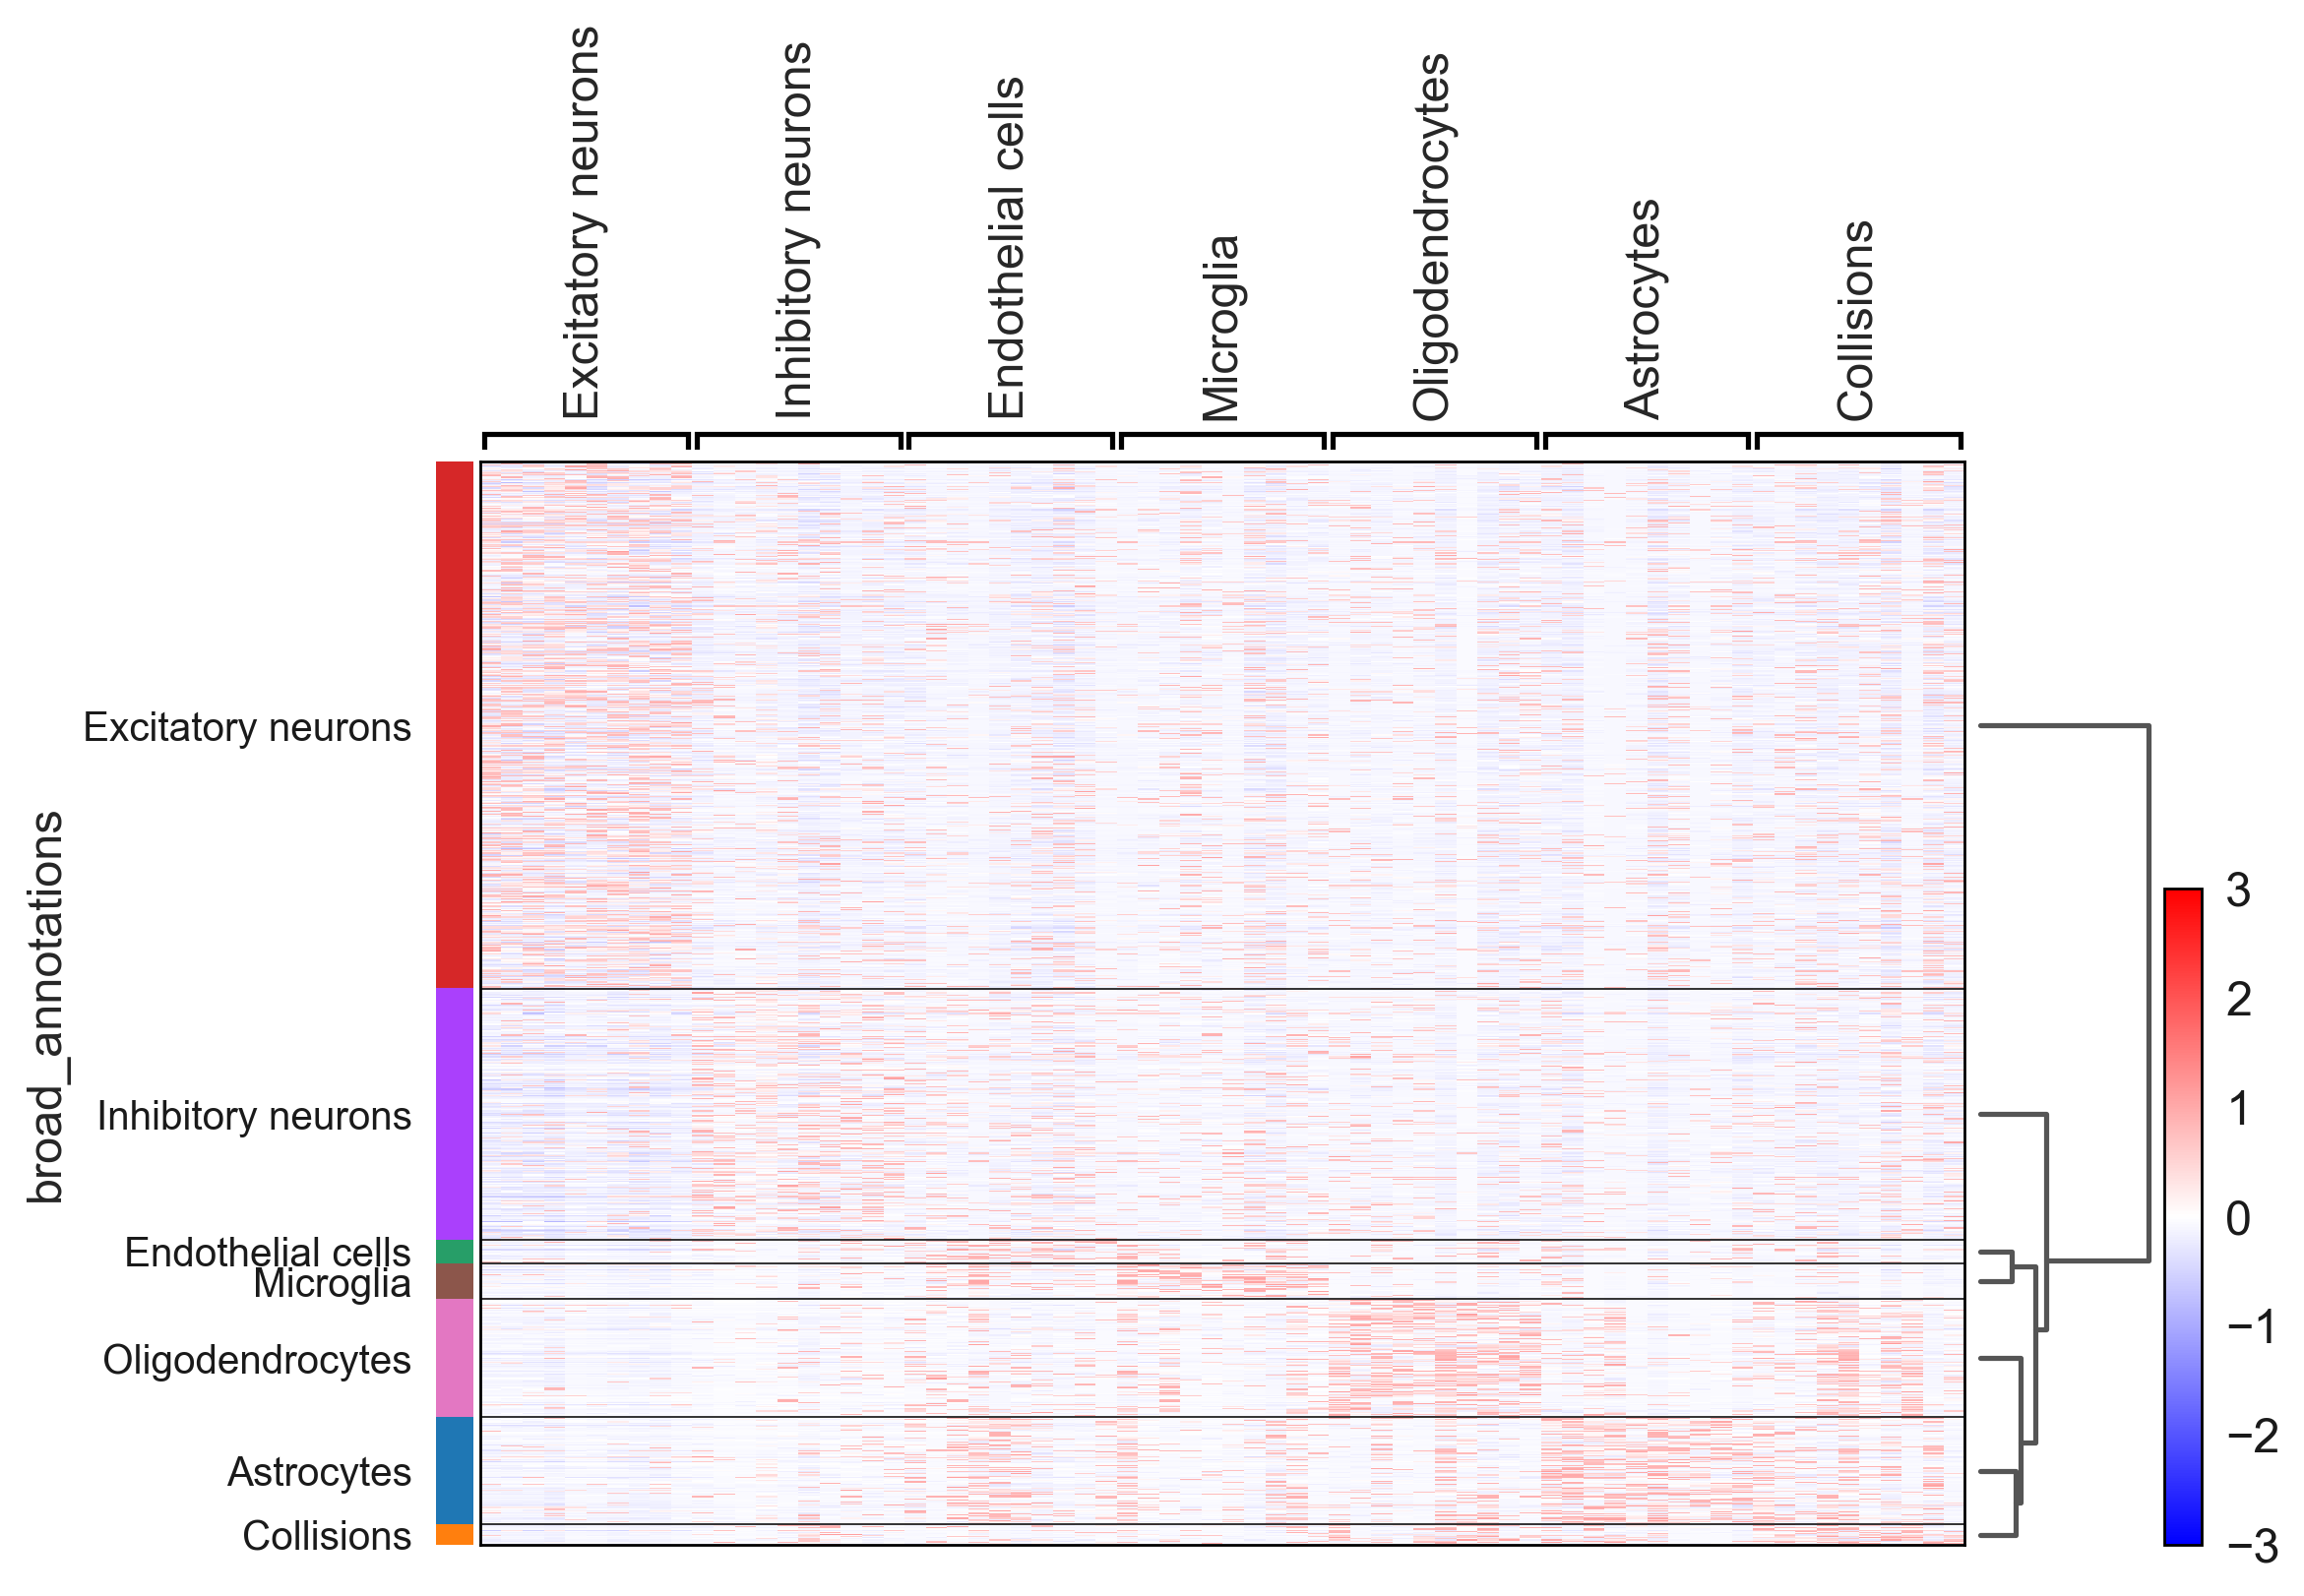 Excitatory neurons
Inhibitory neurons
Endothelial cells
Microglia
Oligodendrocytes
Astrocytes
Collisions
broad_annotations
Excitatory neurons
Inhibitory neurons
Endothelial cells
Microglia
Oligodendrocytes
Astrocytes
Collisions
3
2
1
0
−1
−2
−3